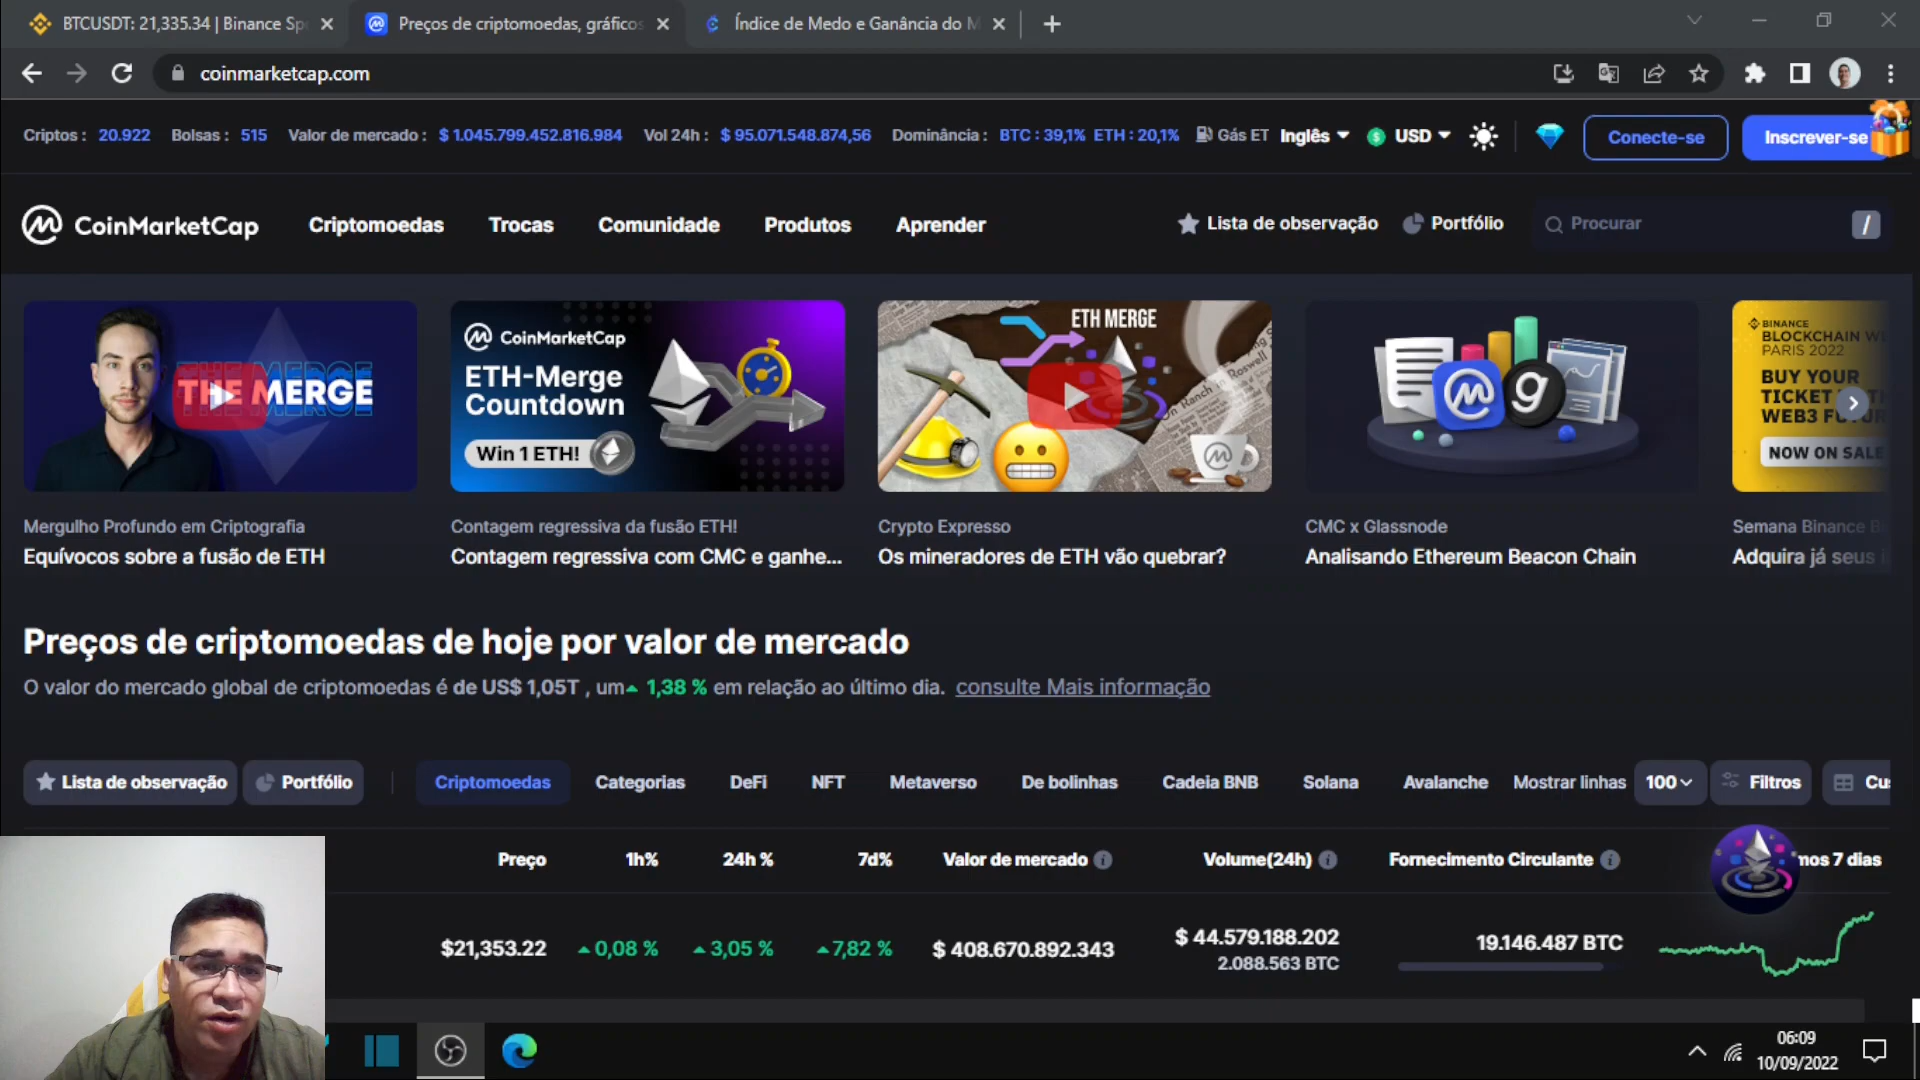 BTCUSDT: 21,335.34 | Binance Sp
Preços de criptomoedas, gráficos
Índice de Medo e Ganância do M
coinmarketcap.com
Criptos : 20.922 Bolsas : 515 Valor de mercado : $ 1.045.799.452.816.984 Vol 24h : $ 95.071.548.874,56 Dominância : BTC : 39,1% ETH : 20,1% Gás ET Inglês USD Conecte-se Inscrever-se
CoinMarketCap Criptomoedas Trocas Comunidade Produtos Aprender Lista de observação Portfólio Procurar /
THE MERGE
CoinMarketCap
ETH-Merge
Countdown
Win 1 ETH!
ETH MERGE
BINANCE
BLOCKCHAIN WE
PARIS 2022
BUY YOUR
TICKET
WEB3 FUTUR
NOW ON SALE
Mergulho Profundo em Criptografia
Equívocos sobre a fusão de ETH
Contagem regressiva da fusão ETH!
Contagem regressiva com CMC e ganhe...
Crypto Expresso
Os mineradores de ETH vão quebrar?
CMC x Glassnode
Analisando Ethereum Beacon Chain
Semana Binance B
Adquira já seus i
Preços de criptomoedas de hoje por valor de mercado
O valor do mercado global de criptomoedas é de US$ 1,05T , um 1,38 % em relação ao último dia. consulte Mais informação
Lista de observação Portfólio Criptomoedas Categorias DeFi NFT Metaverso De bolinhas Cadeia BNB Solana Avalanche Mostrar linhas 100 Filtros Cus
Preço 1h% 24h % 7d% Valor de mercado Volume(24h) Fornecimento Circulante mos 7 dias
$21,353.22 0,08 % 3,05 % 7,82 % $ 408.670.892.343 $ 44.579.188.202 19.146.487 BTC
2.088.563 BTC
06:09
10/09/2022